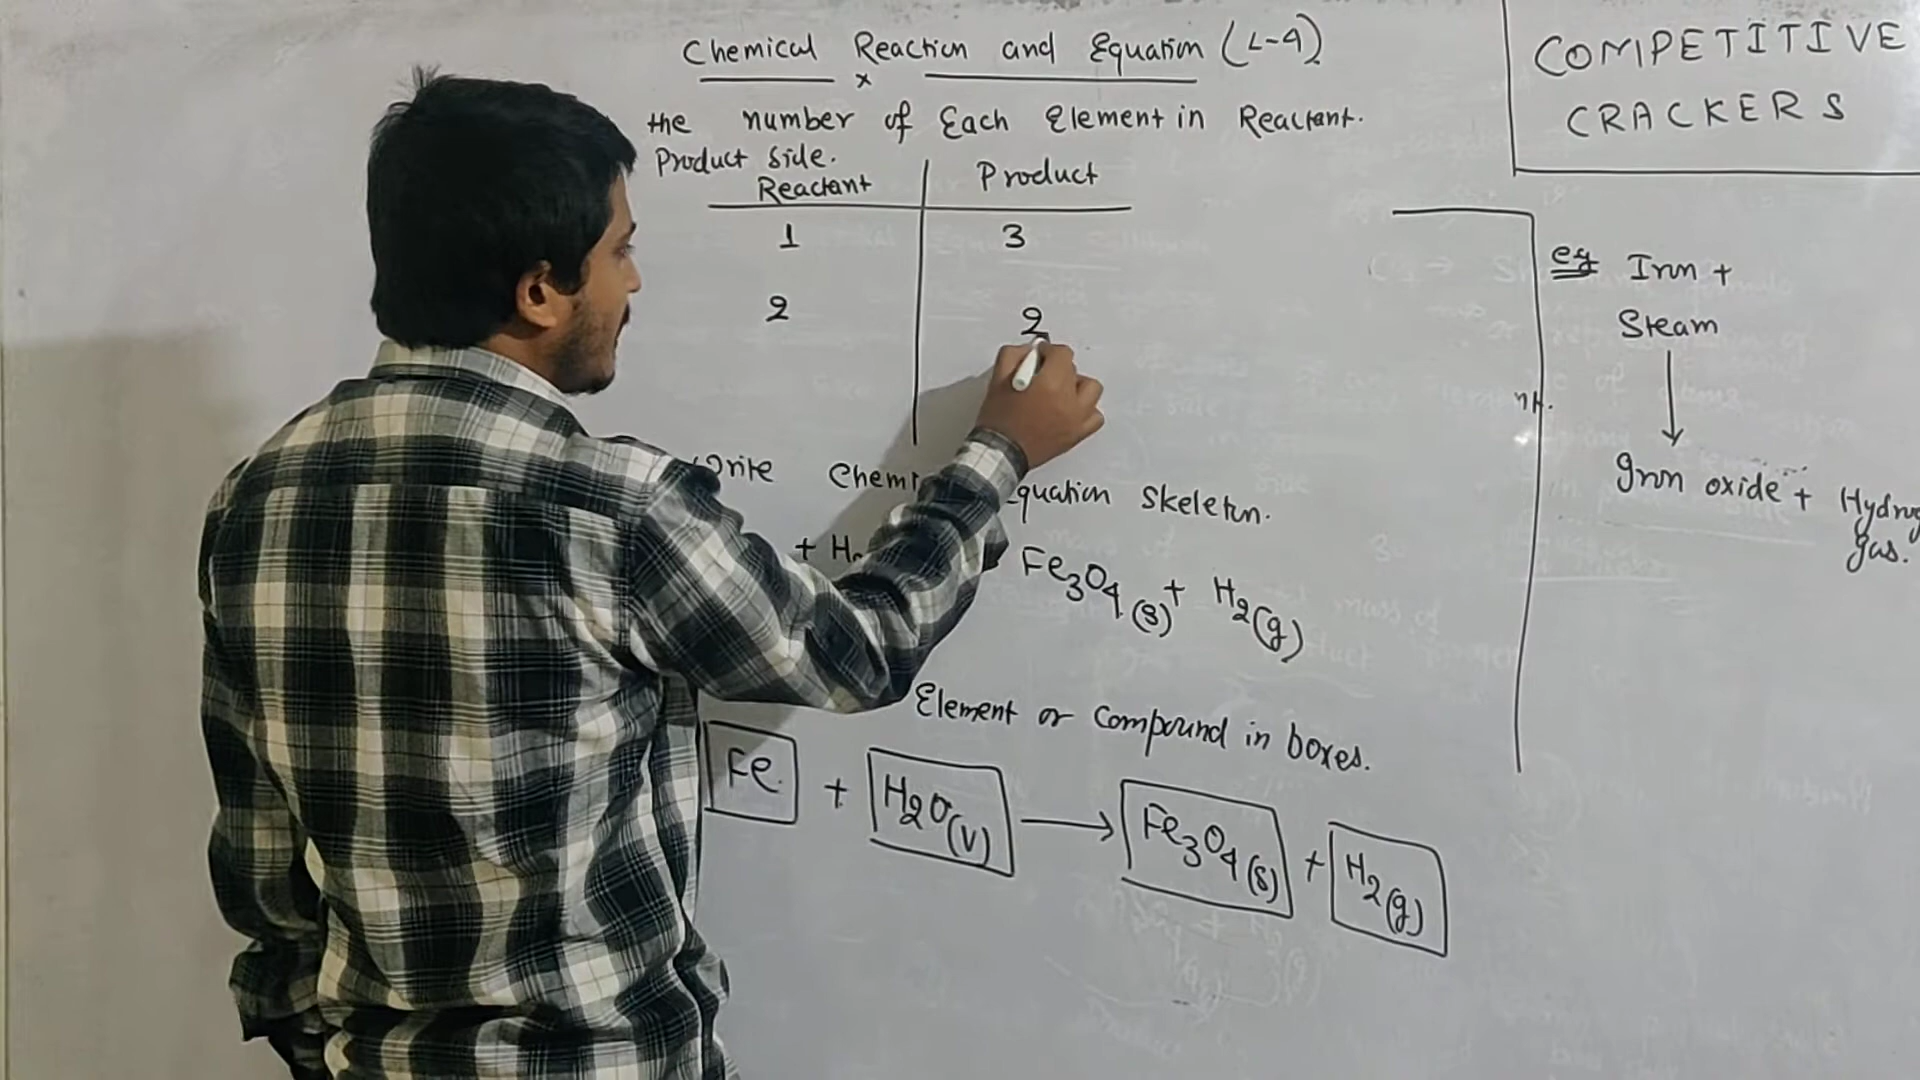 Chemical Reaction and Equation (L-4)
x
the number of Each Element in Reactant.
Product side.
Reactant Product
1 3
2 2
Equation Skeleton.
+ H Fe3O4(s) + H2(g)
Element or Compound in boxes.
Fe. + H2O(v) → Fe3O4(s) + H2(g)
COMPETITIVE
CRACKERS
eg Iron +
Steam
↓
Iron oxide + 
gas.